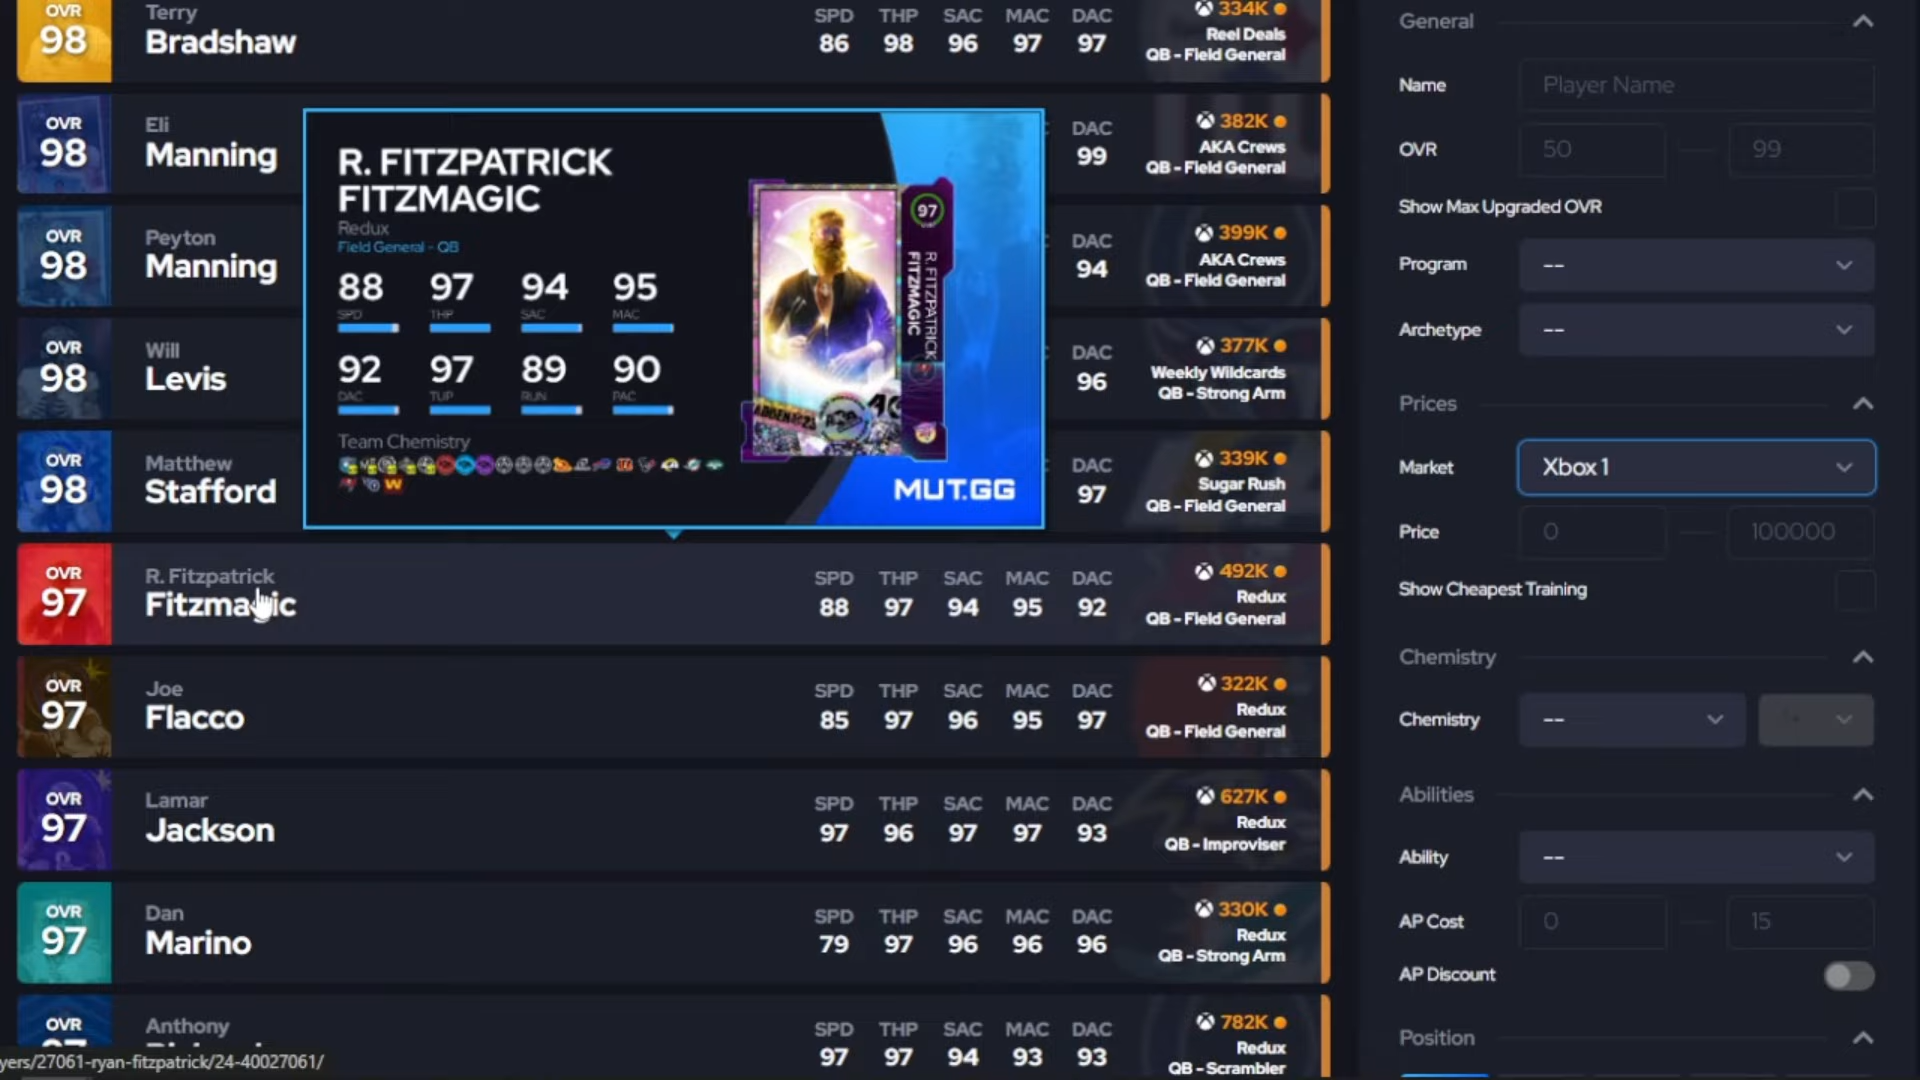 OVR
98
Terry
Bradshaw
SPD THP SAC MAC DAC
86 98 96 97 97
334K
Reel Deals
QB - Field General
OVR
98
Eli
Manning
DAC
99
382K
AKA Crews
QB - Field General
OVR
98
Peyton
Manning
DAC
94
399K
AKA Crews
QB - Field General
OVR
98
Will
Levis
DAC
96
377K
Weekly Wildcards
QB - Strong Arm
OVR
98
Matthew
Stafford
DAC
97
339K
Sugar Rush
QB - Field General
R. FITZPATRICK
FITZMAGIC
Redux
Field General - QB
88 97 94 95
SPD THP SAC MAC
92 97 89 90
DAC TUP RUN PAC
Team Chemistry
97
R. FITZPATRICK
FITZMAGIC
MUT.GG
OVR
97
R. Fitzpatrick
Fitzmagic
SPD THP SAC MAC DAC
88 97 94 95 92
492K
Redux
QB - Field General
OVR
97
Joe
Flacco
SPD THP SAC MAC DAC
85 97 96 95 97
322K
Redux
QB - Field General
OVR
97
Lamar
Jackson
SPD THP SAC MAC DAC
97 96 97 97 93
627K
Redux
QB - Improviser
OVR
97
Dan
Marino
SPD THP SAC MAC DAC
79 97 96 96 96
330K
Redux
QB - Strong Arm
OVR
97
Anthony
SPD THP SAC MAC DAC
97 97 94 93 93
782K
Redux
QB - Scrambler
yers/27061-ryan-fitzpatrick/24-40027061/
General
Name Player Name
OVR 50 — 99
Show Max Upgraded OVR
Program --
Archetype --
Prices
Market Xbox 1
Price 0 — 100000
Show Cheapest Training
Chemistry
Chemistry --
Abilities
Ability --
AP Cost 0 — 15
AP Discount
Position